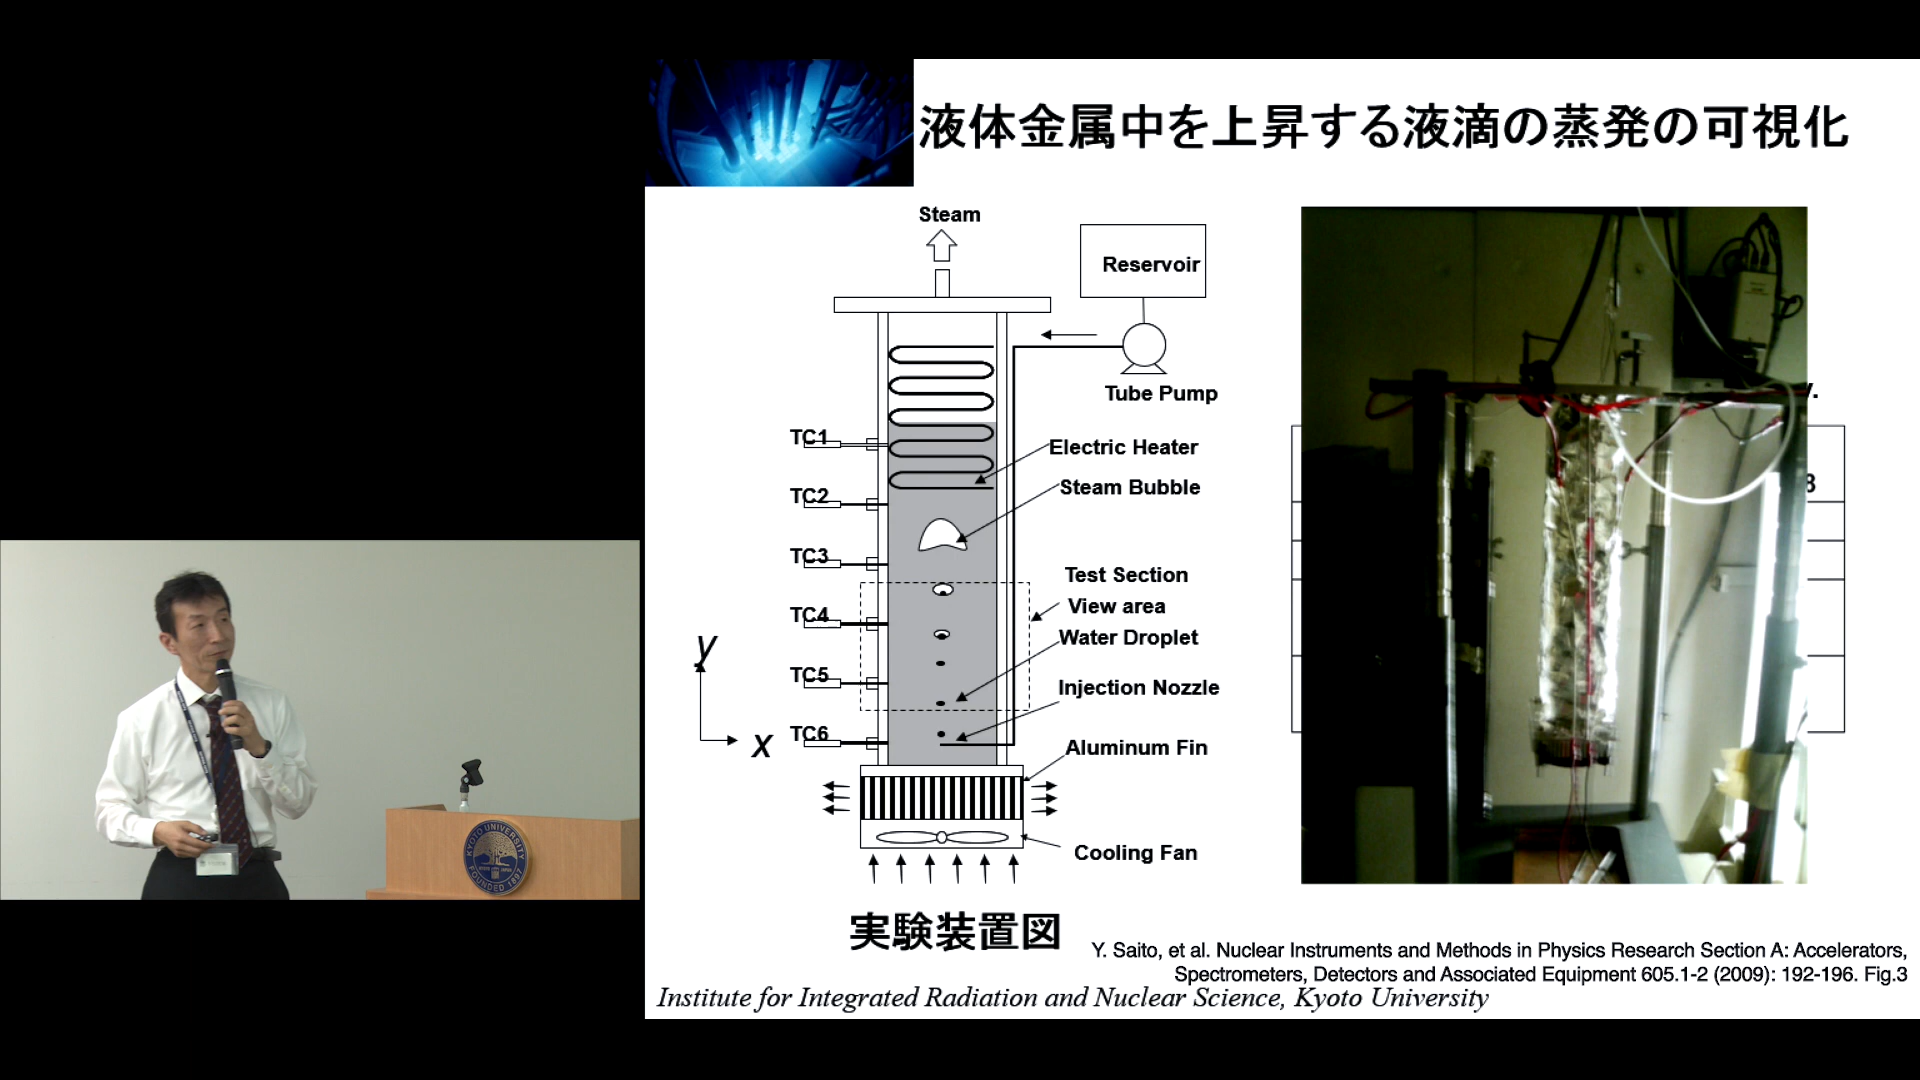 液体金属中を上昇する液滴の蒸発の可視化
Steam
Reservoir
Tube Pump
TC1
Electric Heater
TC2
Steam Bubble
TC3
Test Section
View area
TC4
Water Droplet
y
TC5
Injection Nozzle
TC6
x
Aluminum Fin
Cooling Fan
実験装置図
Y. Saito, et al. Nuclear Instruments and Methods in Physics Research Section A: Accelerators,
Spectrometers, Detectors and Associated Equipment 605.1-2 (2009): 192-196. Fig.3
Institute for Integrated Radiation and Nuclear Science, Kyoto University
KYOTO UNIVERSITY
FOUNDED 1897